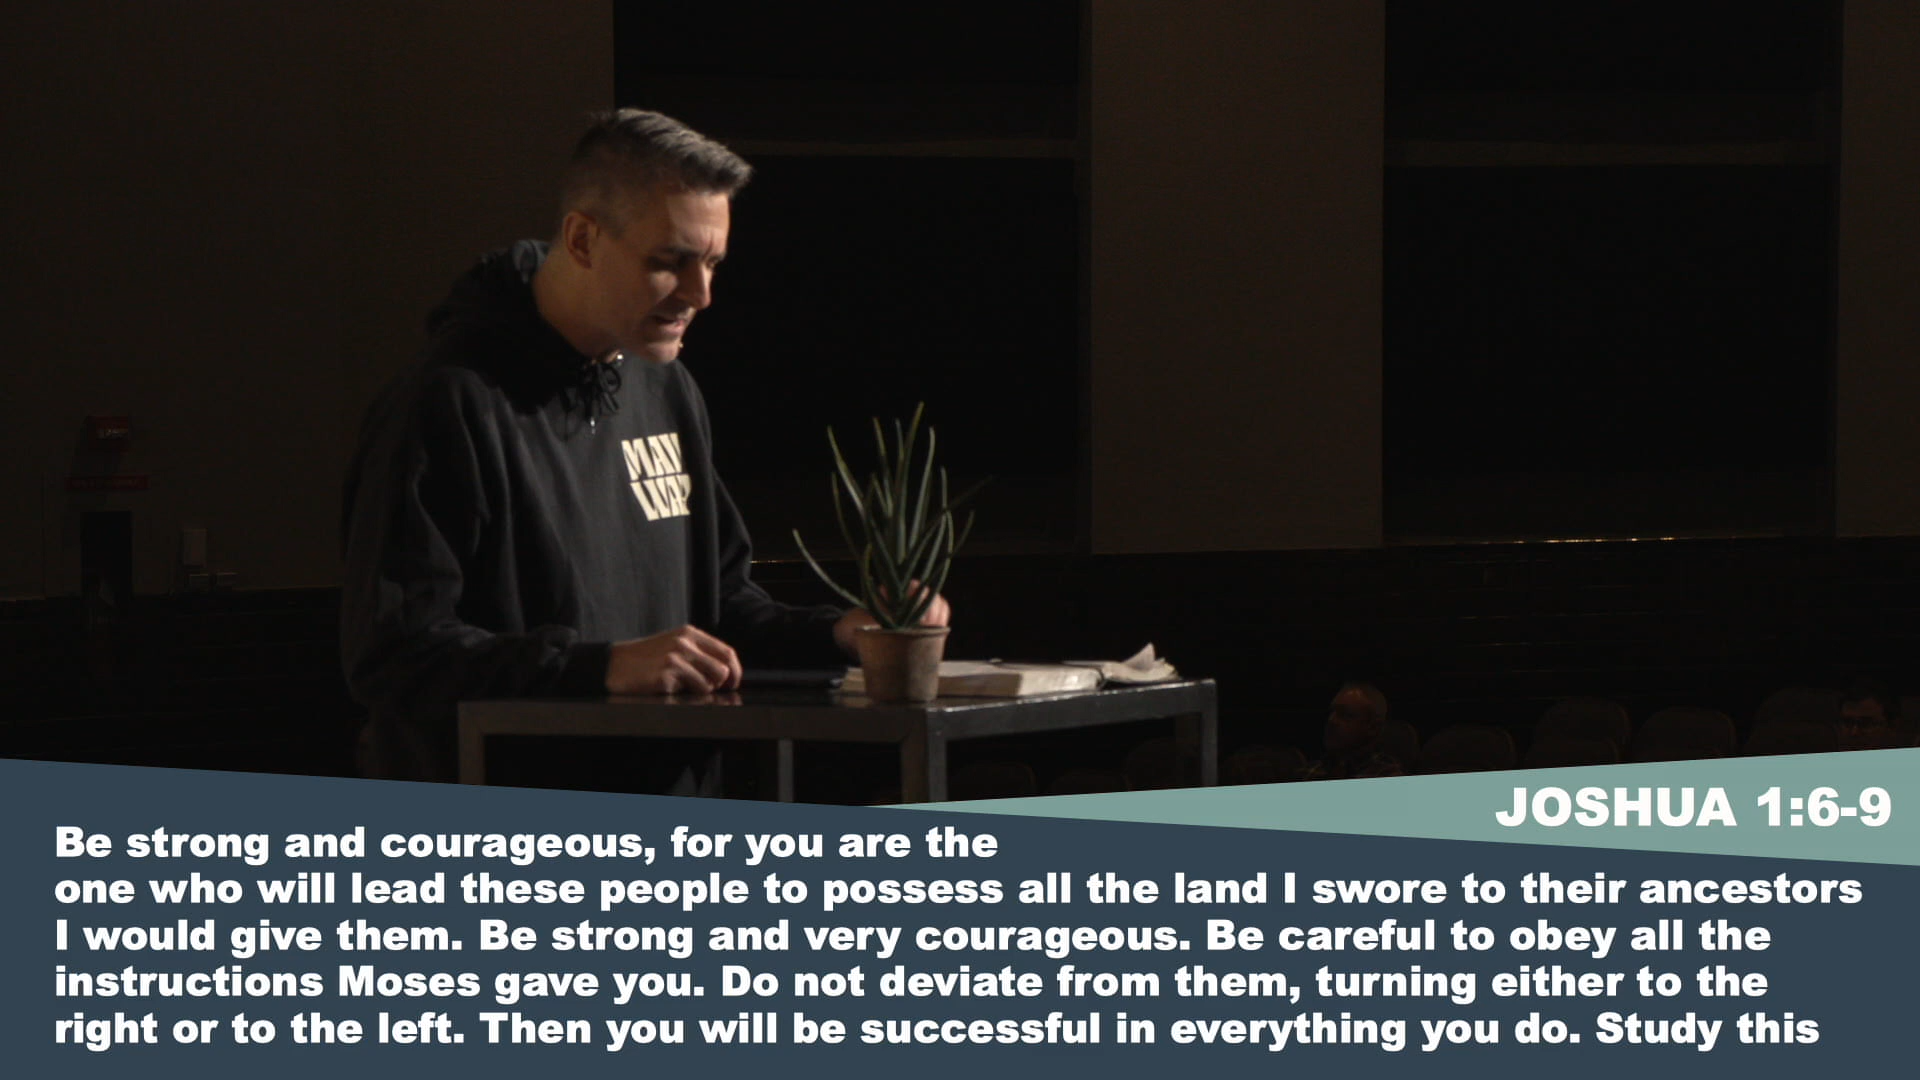 JOSHUA 1:6-9
Be strong and courageous, for you are the
one who will lead these people to possess all the land I swore to their ancestors
I would give them. Be strong and very courageous. Be careful to obey all the
instructions Moses gave you. Do not deviate from them, turning either to the
right or to the left. Then you will be successful in everything you do. Study this